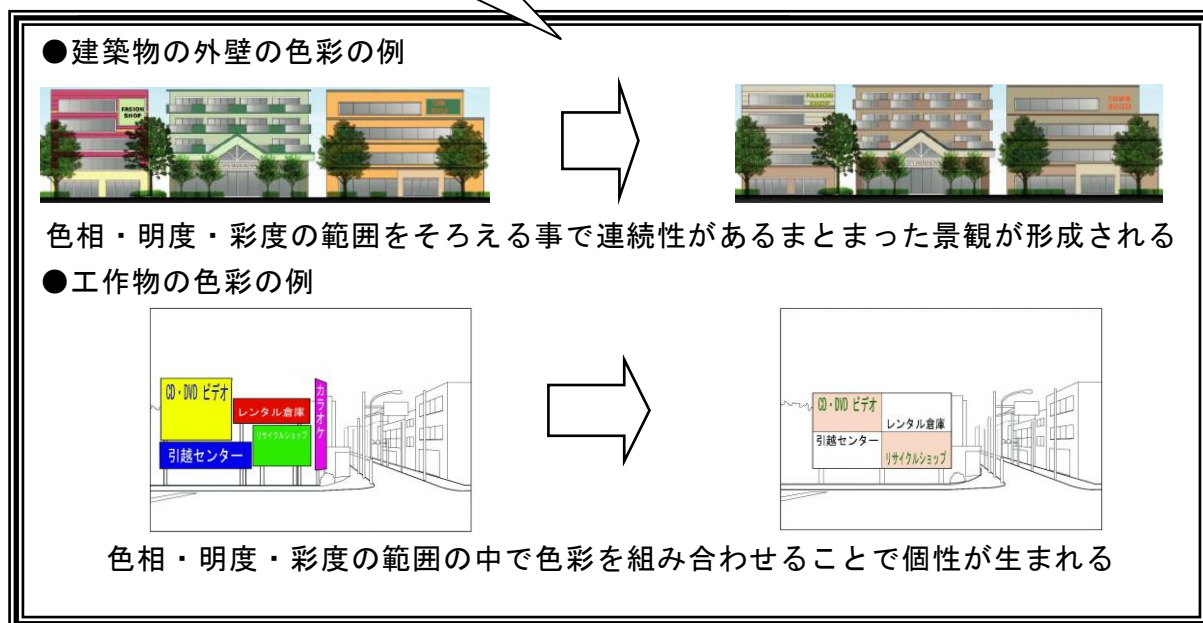 ●建築物の外壁の色彩の例
FASION
SHOP
FASION
SHOP
TOWN
BUILD
色相・明度・彩度の範囲をそろえる事で連続性があるまとまった景観が形成される
●工作物の色彩の例
CD・DVD ビデオ
レンタル倉庫
カラオケ
リサイクルショップ
引越センター
CD・DVD ビデオ
レンタル倉庫
引越センター
リサイクルショップ
色相・明度・彩度の範囲の中で色彩を組み合わせることで個性が生まれる